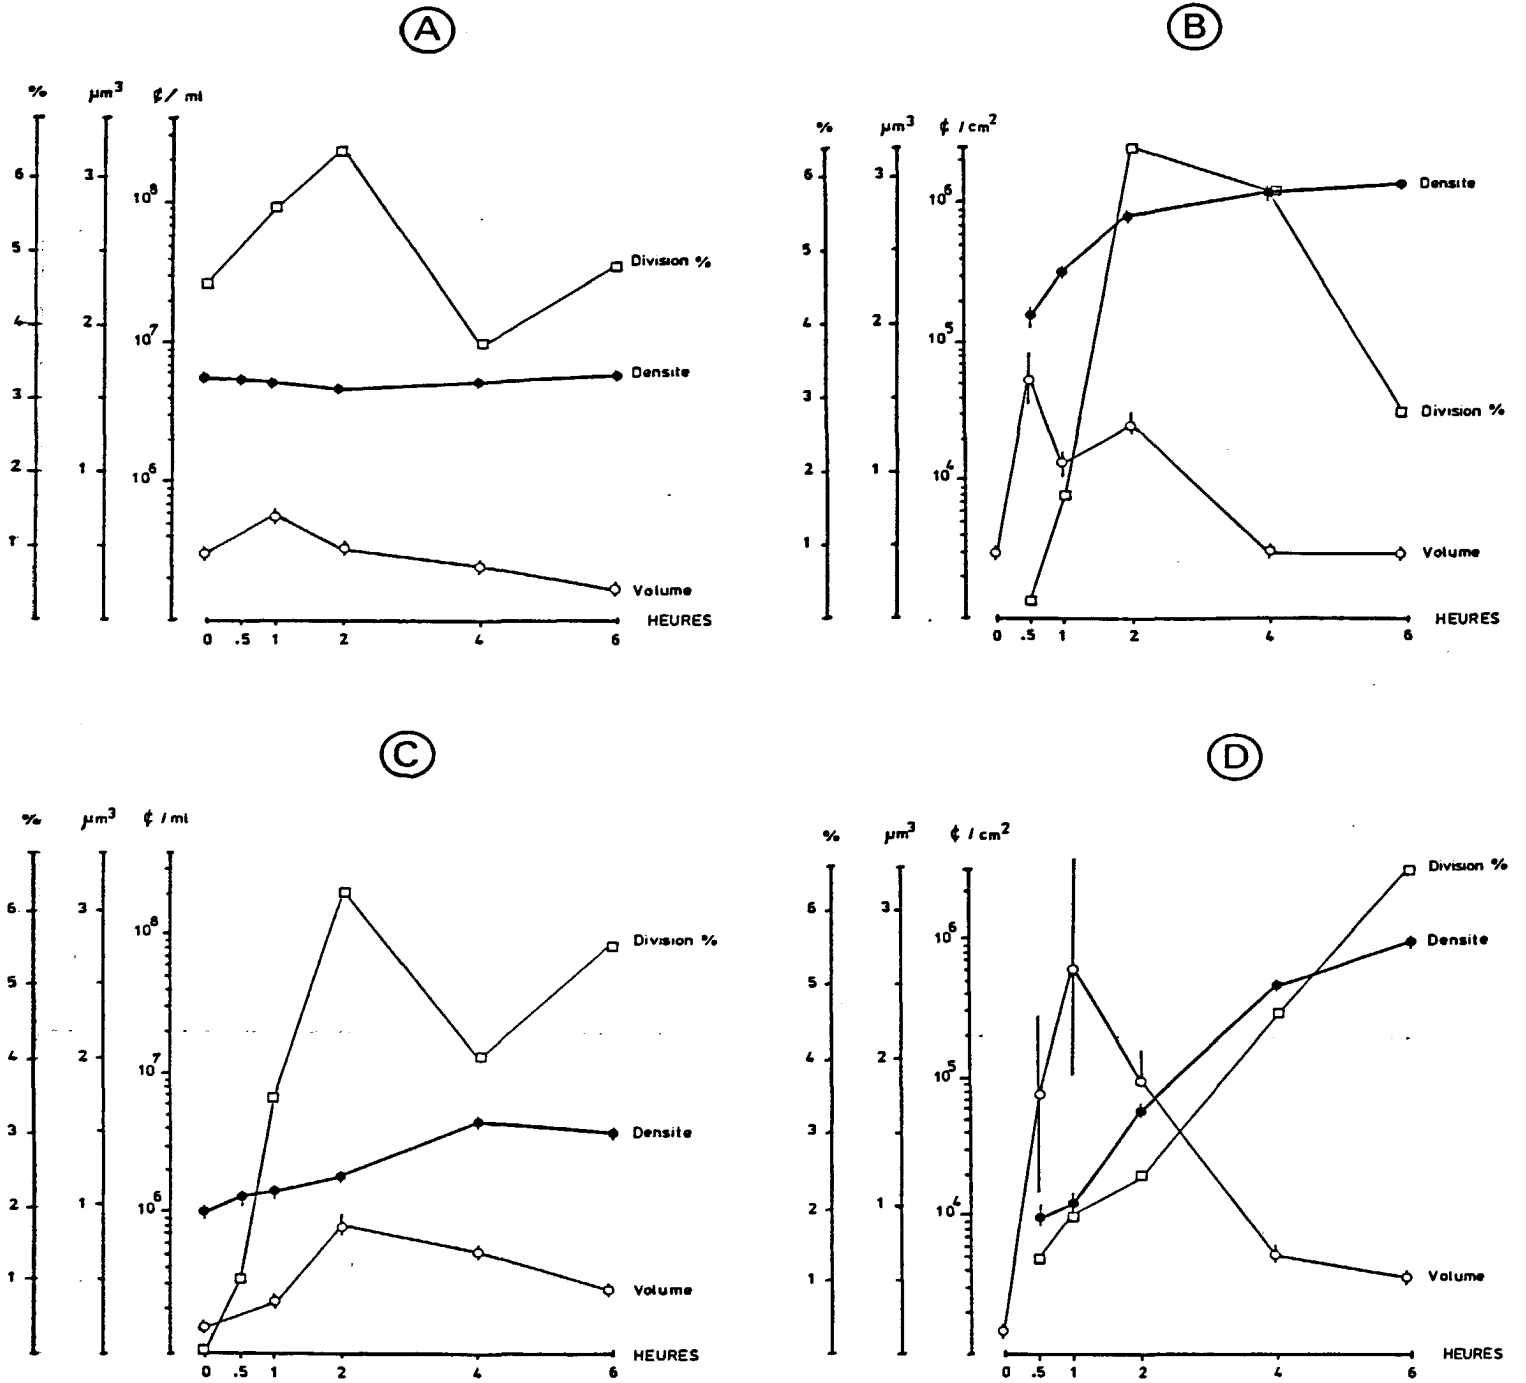 A
% µm³ ¢/ ml
6 3 10⁸
5
4 2 10⁷
3
2 1 10⁶
1
Division %
Densite
Volume
HEURES
0 .5 1 2 4 6
B
% µm³ ¢ /cm²
6 3 10⁶
5
4 2 10⁵
3
2 1 10⁴
1
Densite
Division %
Volume
HEURES
0 .5 1 2 4 6
C
% µm³ ¢ /ml
6 3 10⁸
5
4 2 10⁷
3
2 1 10⁶
1
Division %
Densite
Volume
HEURES
0 .5 1 2 4 6
D
% µm³ ¢ / cm²
6 3 10⁶
5
4 2 10⁵
3
2 1 10⁴
1
Division %
Densite
Volume
HEURES
0 .5 1 2 4 6